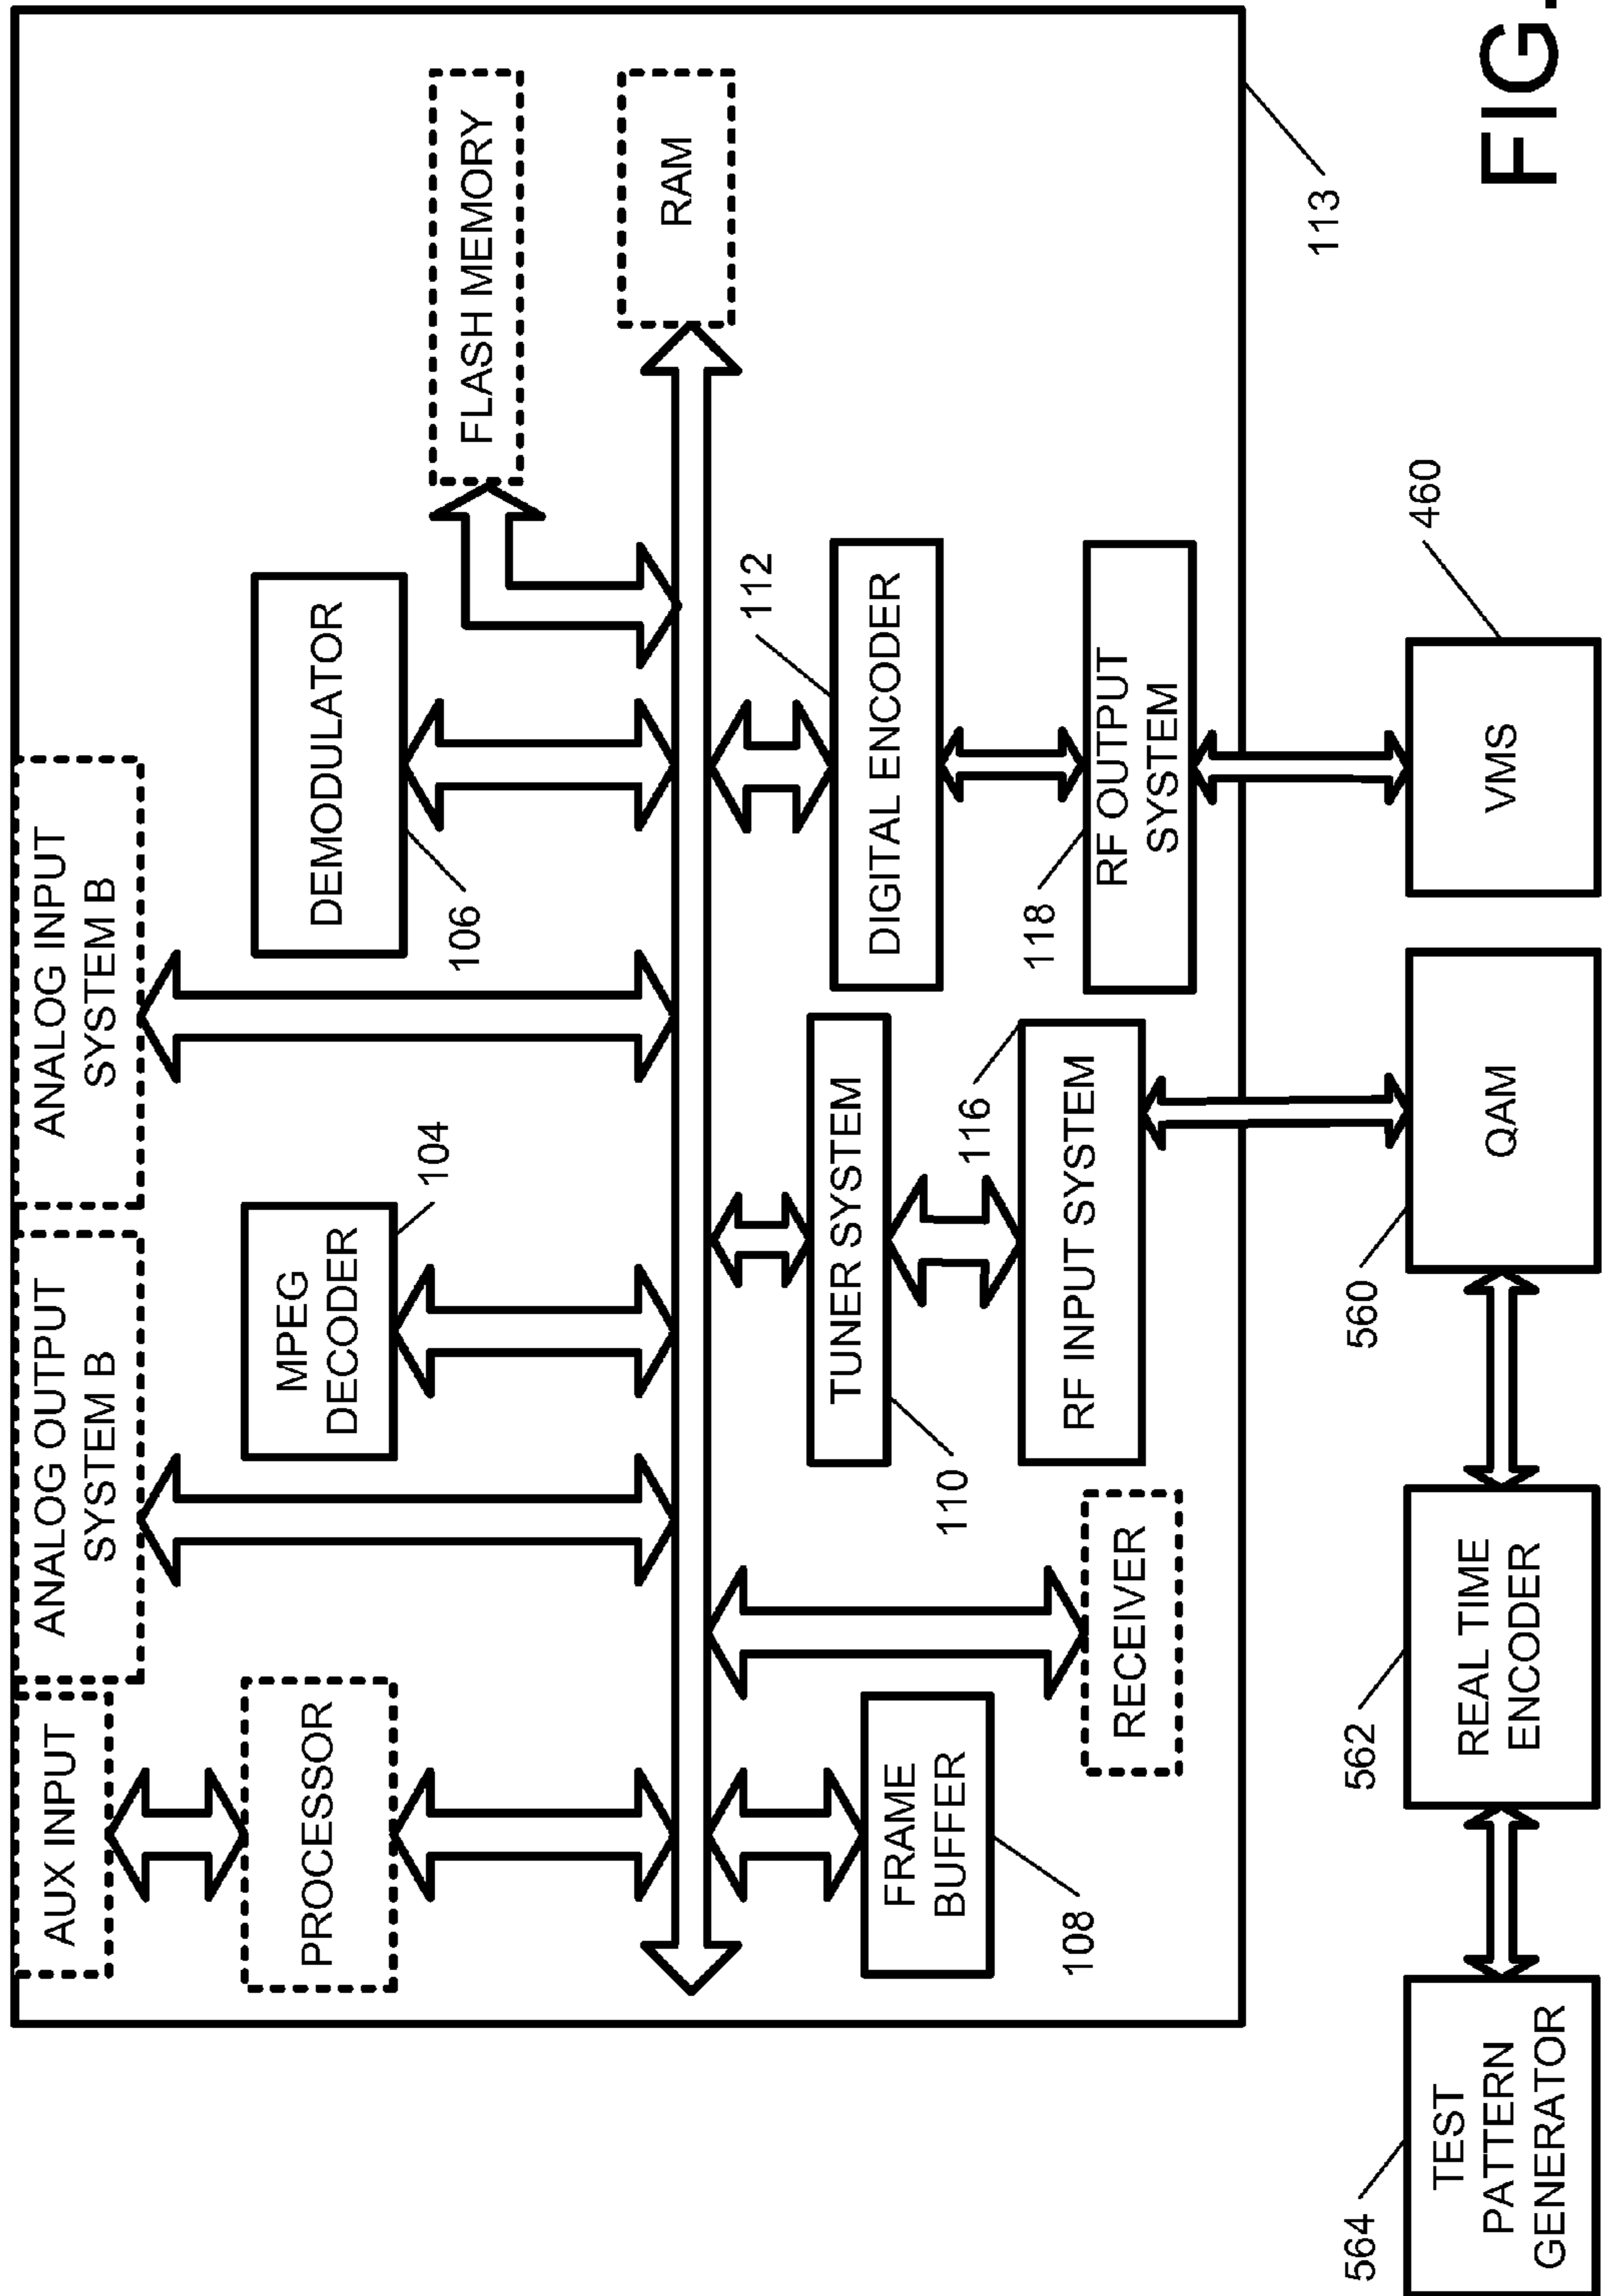 AUX INPUT
ANALOG OUTPUT
SYSTEM B
ANALOG INPUT
SYSTEM B
PROCESSOR
MPEG
DECODER
104
DEMODULATOR
106
FLASH MEMORY
RAM
FRAME
BUFFER
108
RECEIVER
TUNER SYSTEM
110
RF INPUT SYSTEM
116
DIGITAL ENCODER
112
RF OUTPUT
SYSTEM
118
113
TEST
PATTERN
GENERATOR
564
REAL TIME
ENCODER
562
QAM
560
VMS
460
FIG.